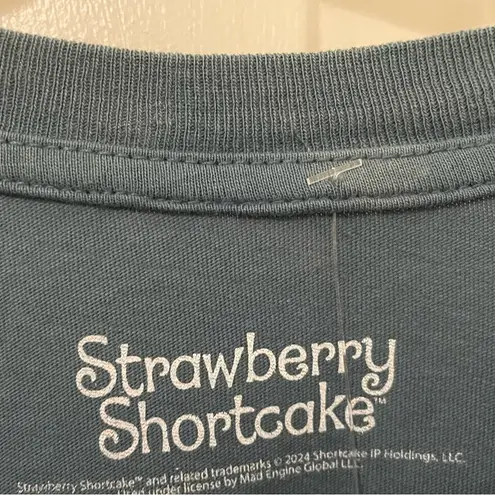 Strawberry
Shortcake™
Strawberry Shortcake™ and related trademarks © 2024 Shortcake IP Holdings, LLC.
Used under license by Mad Engine Global LLC.